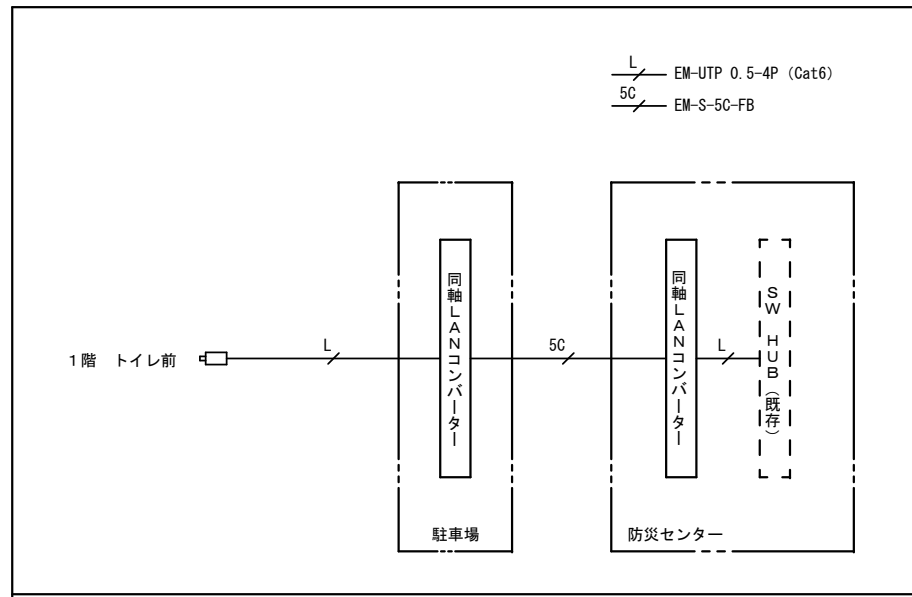 L
EM-UTP 0.5-4P (Cat6)
5C
EM-S-5C-FB
1階　トイレ前
L
同軸LANコンバーター
5C
同軸LANコンバーター
L
SW HUB(既存)
駐車場
防災センター